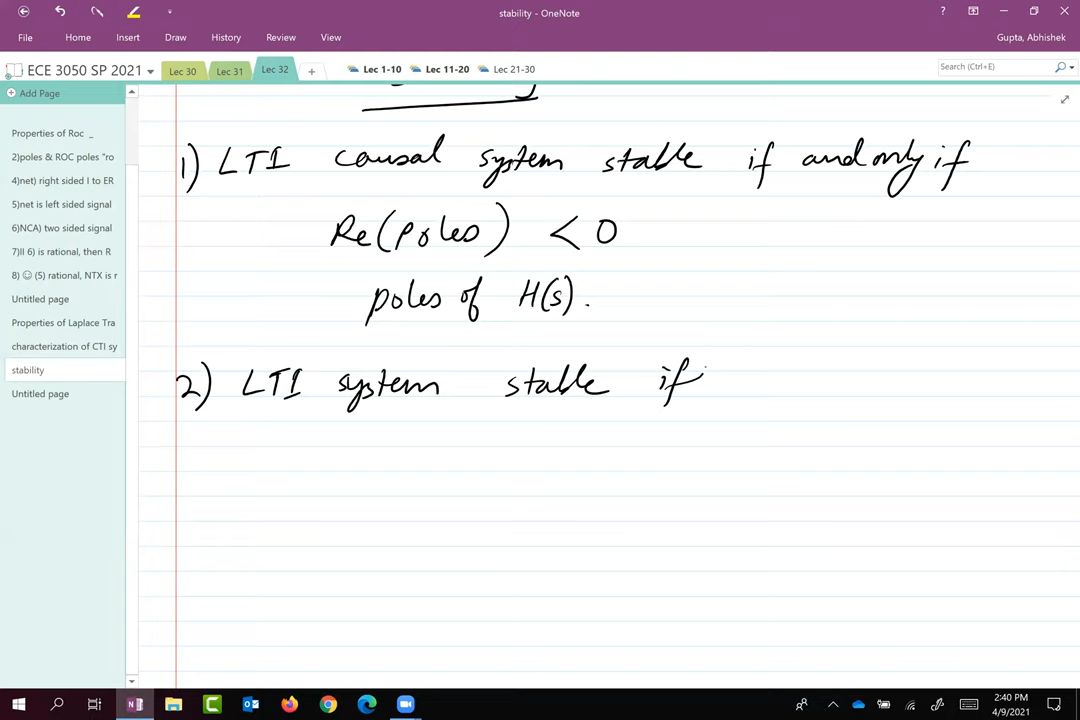 stability - OneNote
Gupta, Abhishek
File Home Insert Draw History Review View
ECE 3050 SP 2021 Lec 30 Lec 31 Lec 32 Lec 1-10 Lec 11-20 Lec 21-30
Search (Ctrl+E)
Add Page
Properties of Roc _
2)poles & ROC poles "ro
4)net) right sided I to ER
5)net is left sided signal
6)NCA) two sided signal
7)II 6) is rational, then R
8) ☺ (5) rational, NTX is r
Untitled page
Properties of Laplace Tra
characterization of CTI sy
stability
Untitled page
1) LTI causal system stable if and only if
Re(poles) < 0
poles of H(s).
2) LTI system stable if
2:40 PM
4/9/2021